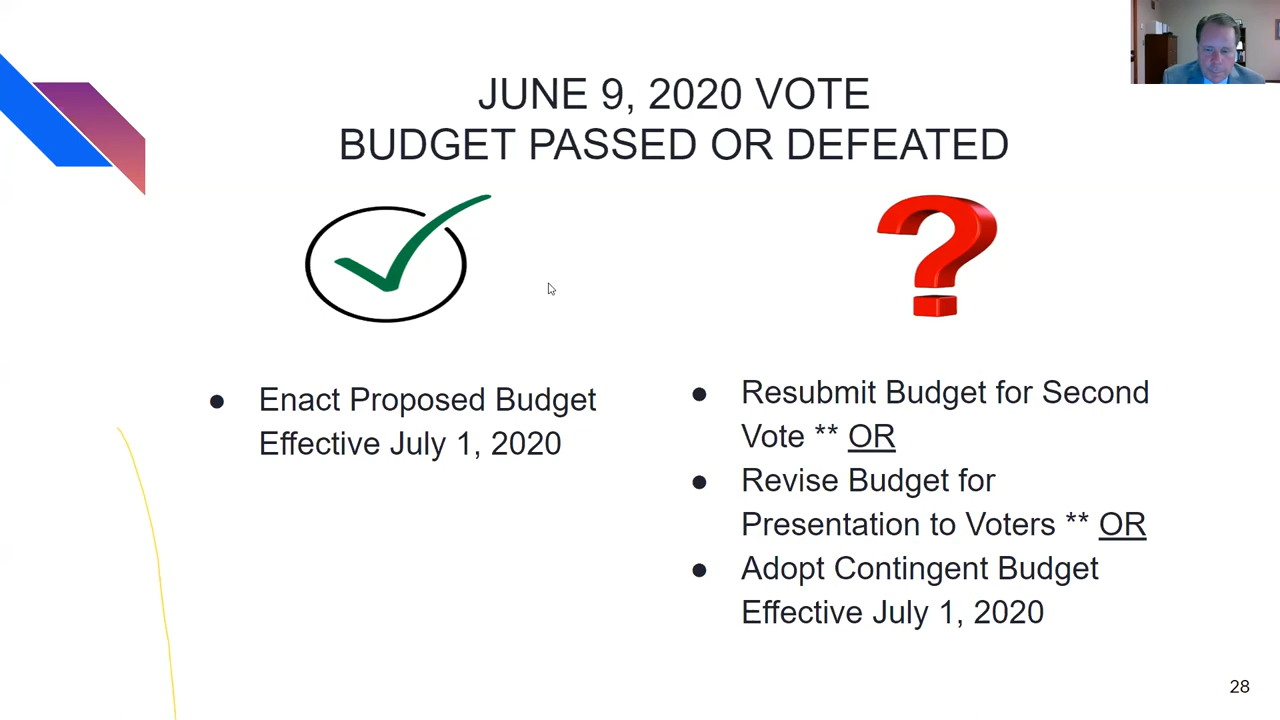 JUNE 9, 2020 VOTE
BUDGET PASSED OR DEFEATED
● Enact Proposed Budget
Effective July 1, 2020
● Resubmit Budget for Second
Vote ** OR
● Revise Budget for
Presentation to Voters ** OR
● Adopt Contingent Budget
Effective July 1, 2020
28